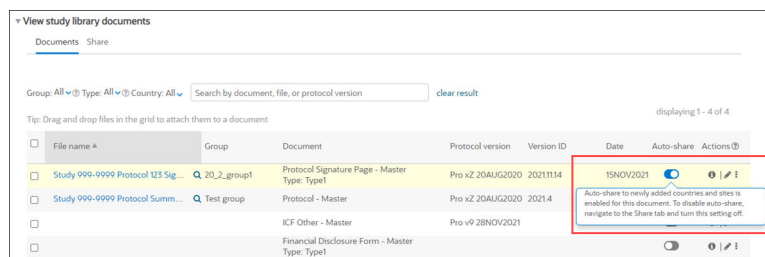 View study library documents
Documents Share
Group: All Type: All Country: All Search by document, file, or protocol version clear result
displaying 1 - 4 of 4
Tip: Drag and drop files in the grid to attach them to a document
File name Group Document Protocol version Version ID Date Auto-share Actions
Study 999-9999 Protocol 123 Sig... 20_2_group1 Protocol Signature Page - Master Pro xZ 20AUG2020 2021.11.14 15NOV2021
Type: Type1
Study 999-9999 Protocol Summ... Test group Protocol - Master Pro xZ 20AUG2020 2021.4
Auto-share to newly added countries and sites is
enabled for this document. To disable auto-share,
navigate to the Share tab and turn this setting off.
ICF Other - Master Pro v9 28NOV2021
Financial Disclosure Form - Master
Type: Type1